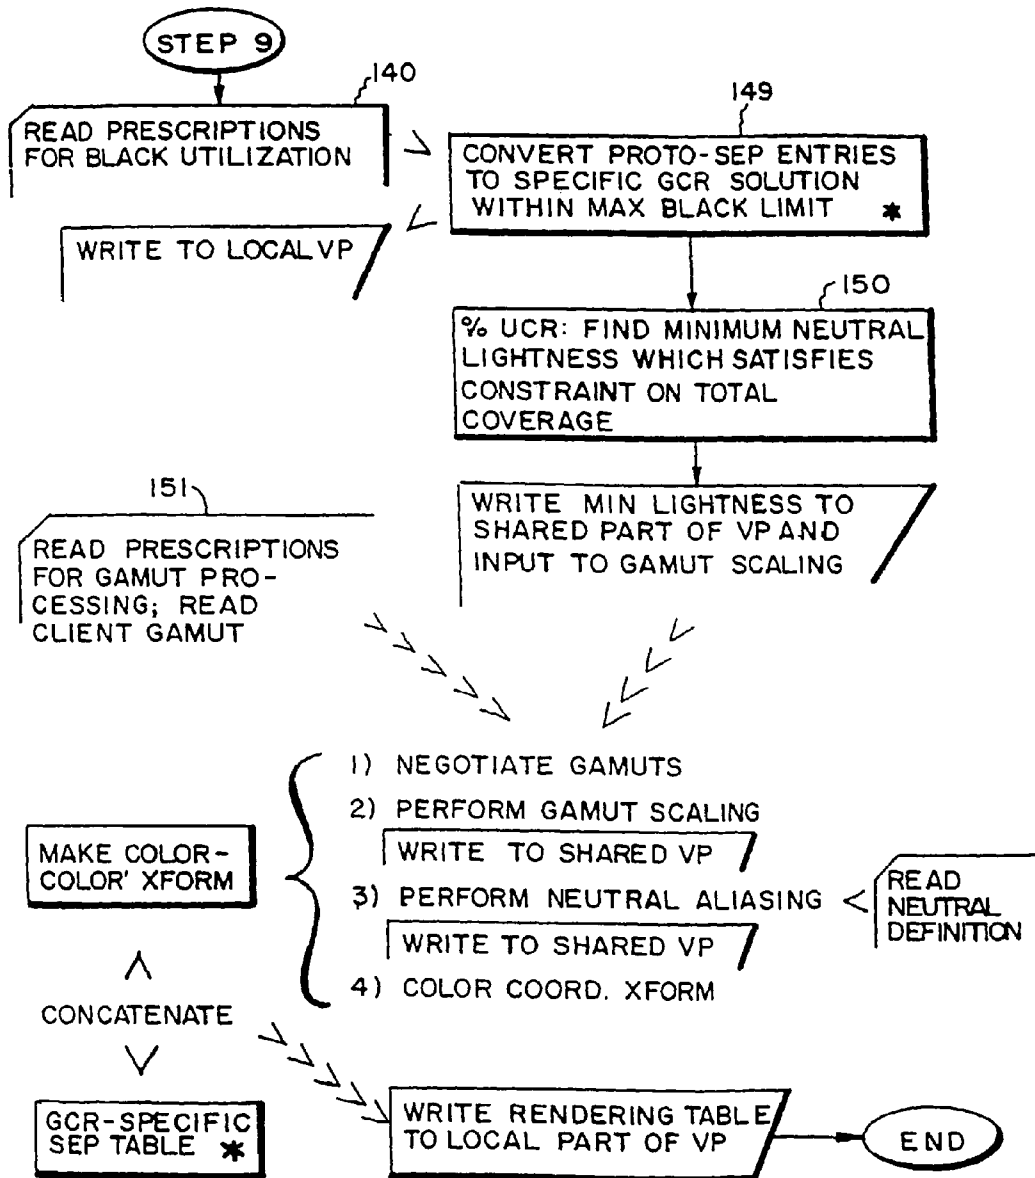 STEP 9
140
READ PRESCRIPTIONS
FOR BLACK UTILIZATION
149
CONVERT PROTO-SEP ENTRIES
TO SPECIFIC GCR SOLUTION
WITHIN MAX BLACK LIMIT *
WRITE TO LOCAL VP
150
% UCR: FIND MINIMUM NEUTRAL
LIGHTNESS WHICH SATISFIES
CONSTRAINT ON TOTAL
COVERAGE
WRITE MIN LIGHTNESS TO
SHARED PART OF VP AND
INPUT TO GAMUT SCALING
151
READ PRESCRIPTIONS
FOR GAMUT PRO-
CESSING; READ
CLIENT GAMUT
MAKE COLOR-
COLOR' XFORM
1) NEGOTIATE GAMUTS
2) PERFORM GAMUT SCALING
WRITE TO SHARED VP
3) PERFORM NEUTRAL ALIASING
WRITE TO SHARED VP
4) COLOR COORD. XFORM
READ
NEUTRAL
DEFINITION
CONCATENATE
GCR-SPECIFIC
SEP TABLE *
WRITE RENDERING TABLE
TO LOCAL PART OF VP
END